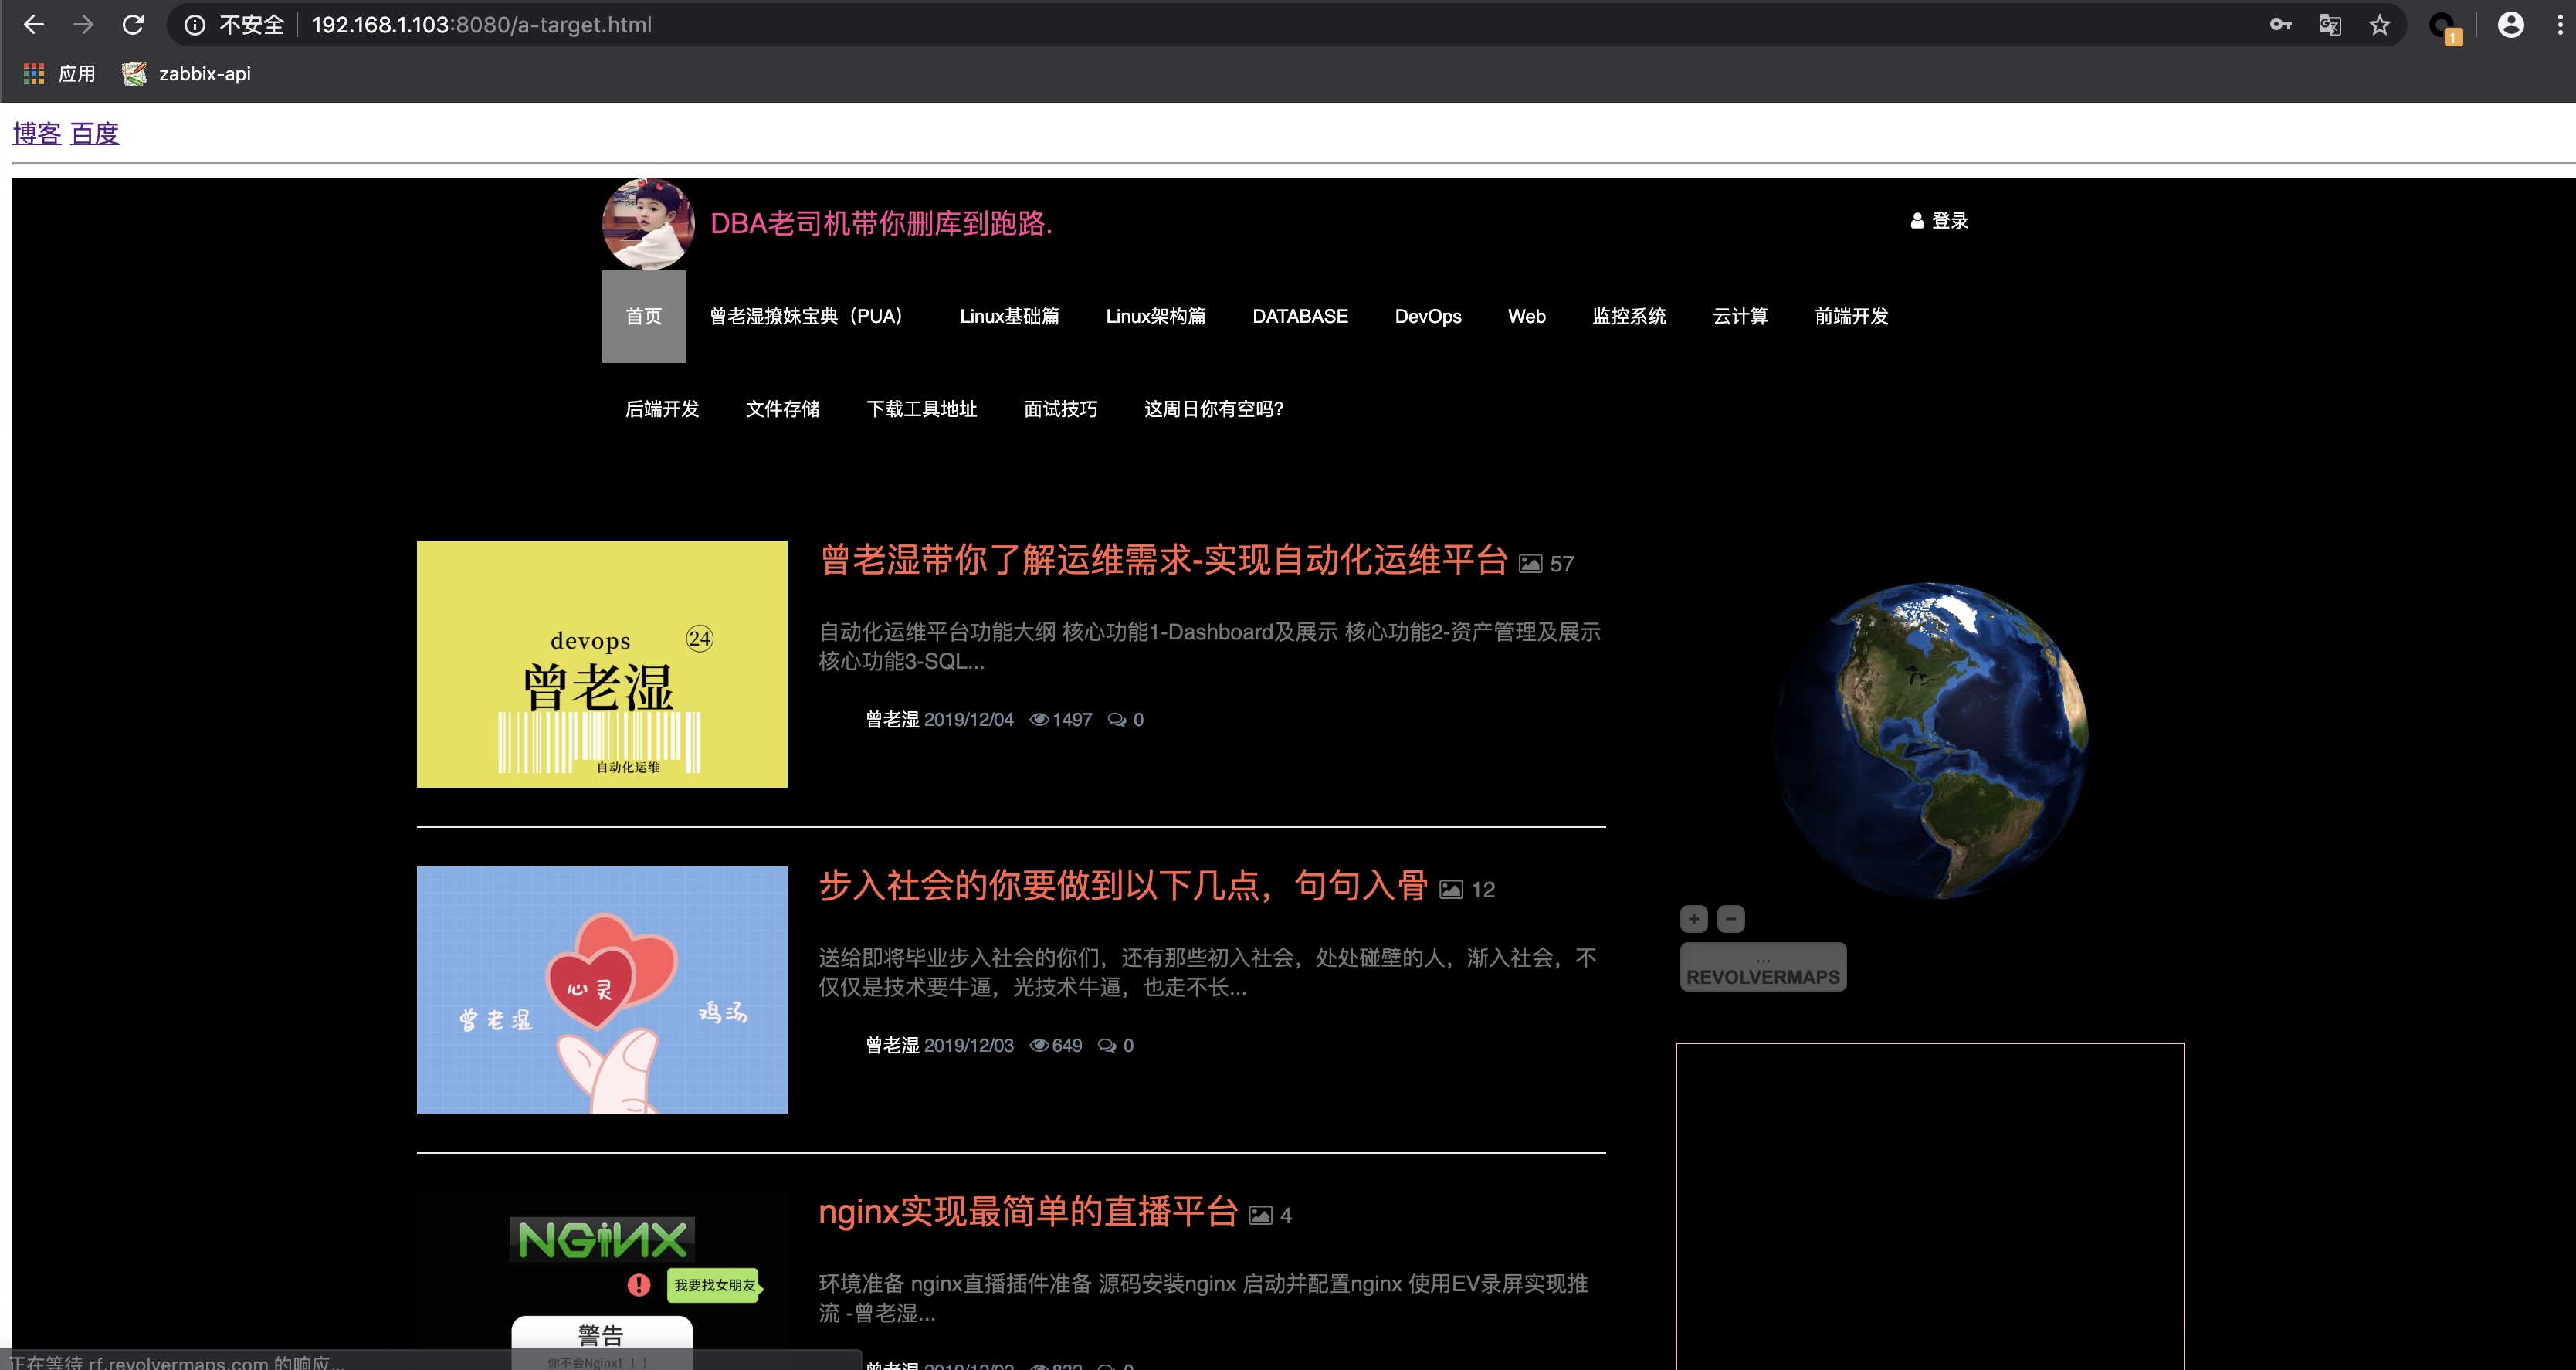 不安全 192.168.1.103:8080/a-target.html
1
应用 zabbix-api
博客 百度
DBA老司机带你删库到跑路.
登录
首页 曾老湿撩妹宝典（PUA） Linux基础篇 Linux架构篇 DATABASE DevOps Web 监控系统 云计算 前端开发
后端开发 文件存储 下载工具地址 面试技巧 这周日你有空吗?
devops 24
曾老湿
自动化运维
曾老湿带你了解运维需求-实现自动化运维平台 57
自动化运维平台功能大纲 核心功能1-Dashboard及展示 核心功能2-资产管理及展示
核心功能3-SQL...
曾老湿 2019/12/04 1497 0
+ −
...
REVOLVERMAPS
心灵
曾老湿 鸡汤
步入社会的你要做到以下几点，句句入骨 12
送给即将毕业步入社会的你们，还有那些初入社会，处处碰壁的人，渐入社会，不
仅仅是技术要牛逼，光技术牛逼，也走不长...
曾老湿 2019/12/03 649 0
NGiNX
我要找女朋友
警告
你不会Nginx！！！
nginx实现最简单的直播平台 4
环境准备 nginx直播插件准备 源码安装nginx 启动并配置nginx 使用EV录屏实现推
流 -曾老湿...
曾老湿 2019/12/02 832 0
正在等待 rf.revolvermaps.com 的响应...